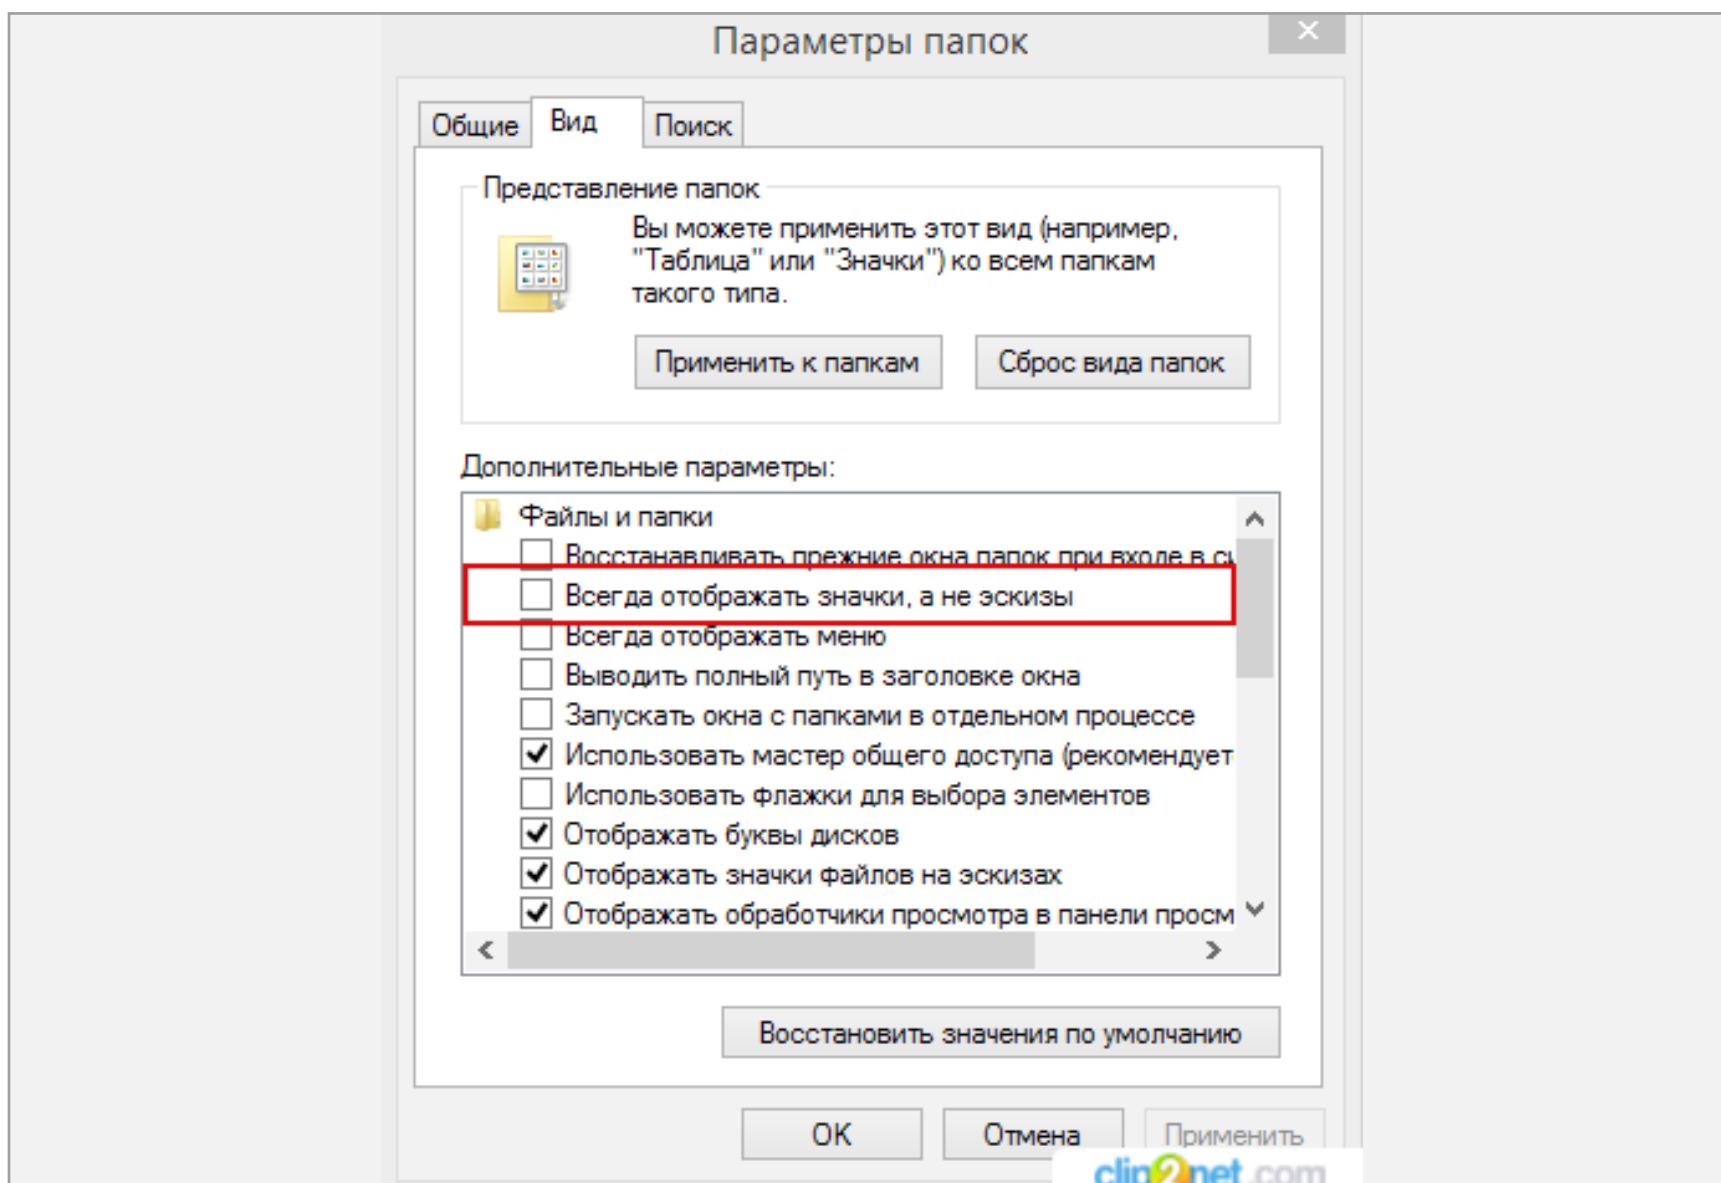 Параметры папок
Общие
Вид
Поиск
Представление папок
Вы можете применить этот вид (например,
"Таблица" или "Значки") ко всем папкам
такого типа.
Применить к папкам
Сброс вида папок
Дополнительные параметры:
Файлы и папки
Восстанавливать прежние окна папок при входе в си
Всегда отображать значки, а не эскизы
Всегда отображать меню
Выводить полный путь в заголовке окна
Запускать окна с папками в отдельном процессе
Использовать мастер общего доступа (рекомендует
Использовать флажки для выбора элементов
Отображать буквы дисков
Отображать значки файлов на эскизах
Отображать обработчики просмотра в панели просм
Восстановить значения по умолчанию
ОК
Отмена
Применить
clip2net.com